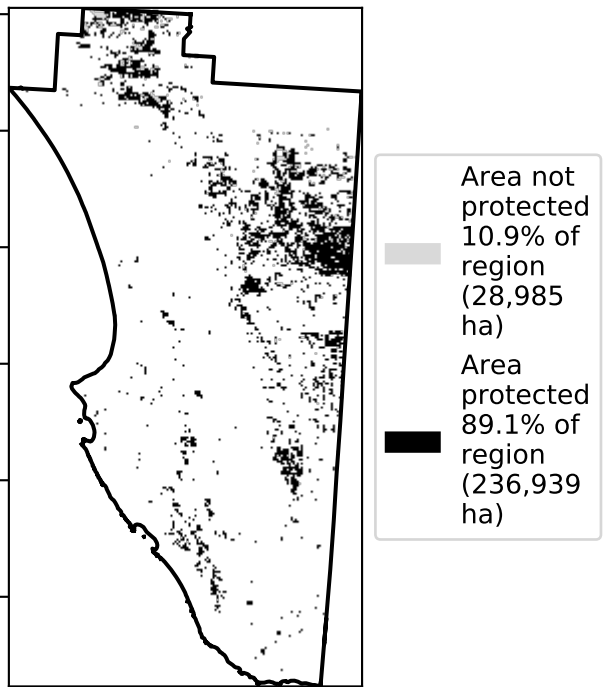 Area not
protected
10.9% of
region
(28,985
ha)
Area
protected
89.1% of
region
(236,939
ha)